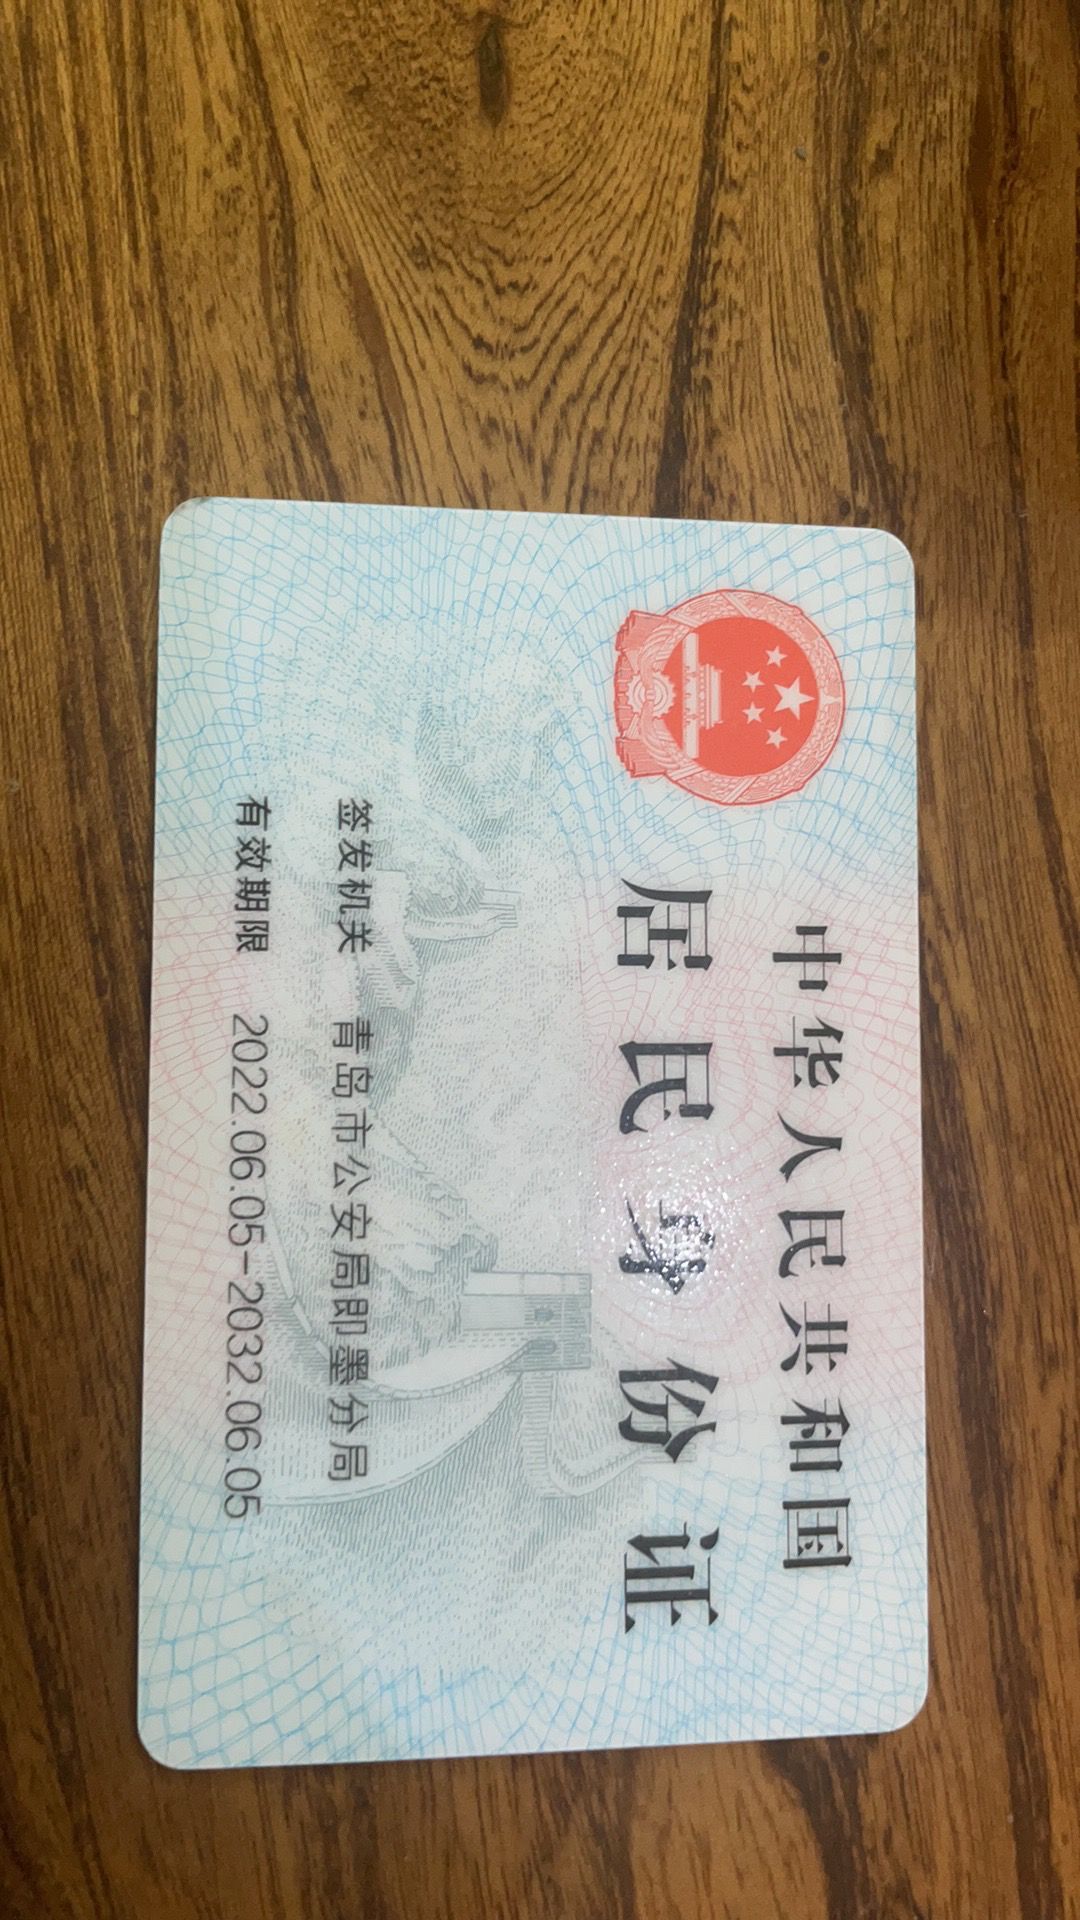 中华人民共和国
居民身份证
签发机关 青岛市公安局即墨分局
有效期限 2022.06.05-2032.06.05